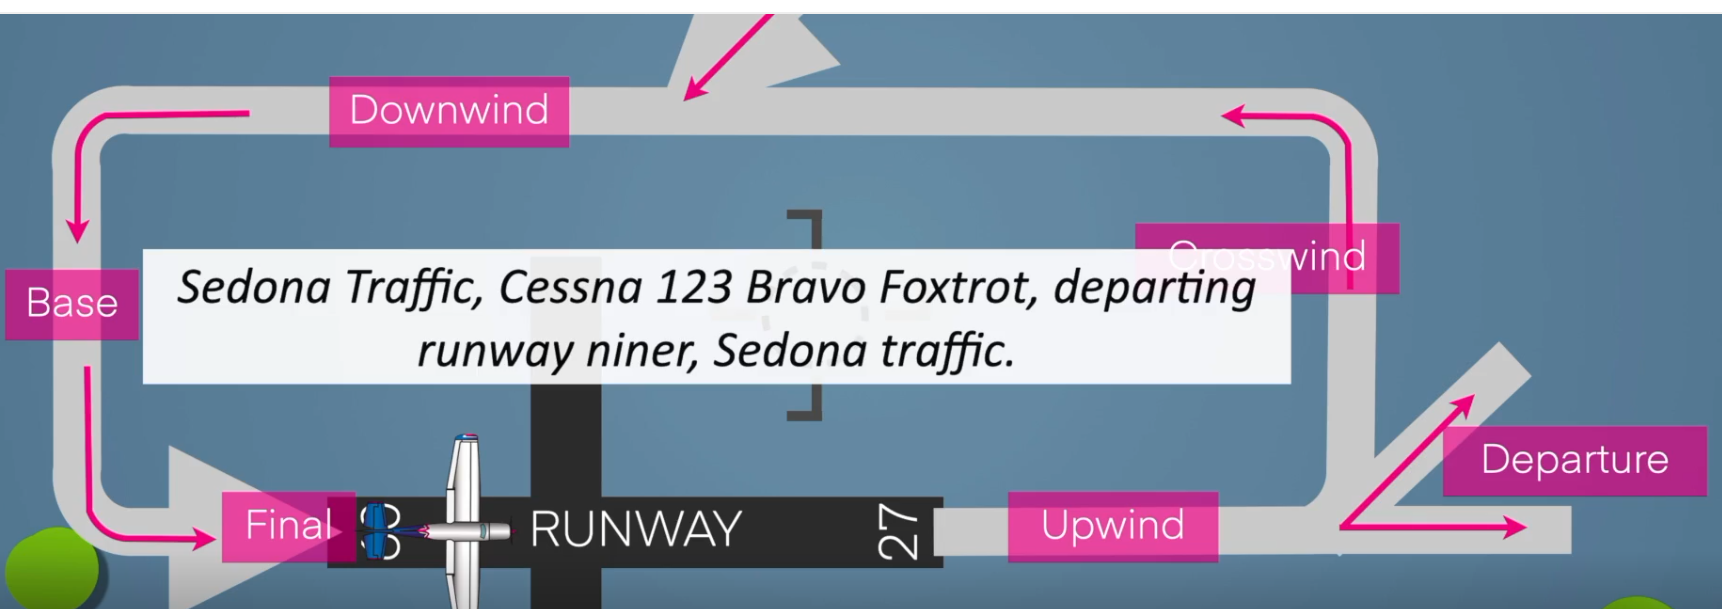 Downwind
Crosswind
Base
Sedona Traffic, Cessna 123 Bravo Foxtrot, departing
runway niner, Sedona traffic.
Departure
Final
RUNWAY
27
Upwind